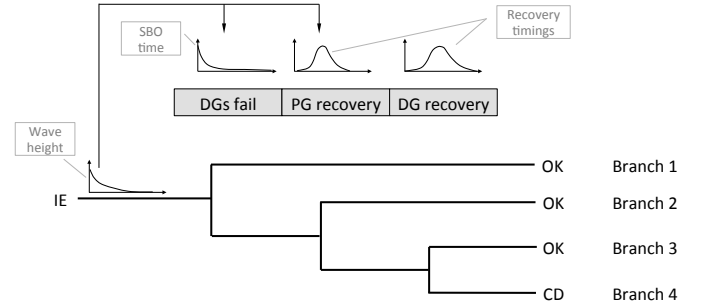 SBO
time
Recovery
timings
DGs fail
PG recovery
DG recovery
Wave
height
IE
OK
Branch 1
OK
Branch 2
OK
Branch 3
CD
Branch 4